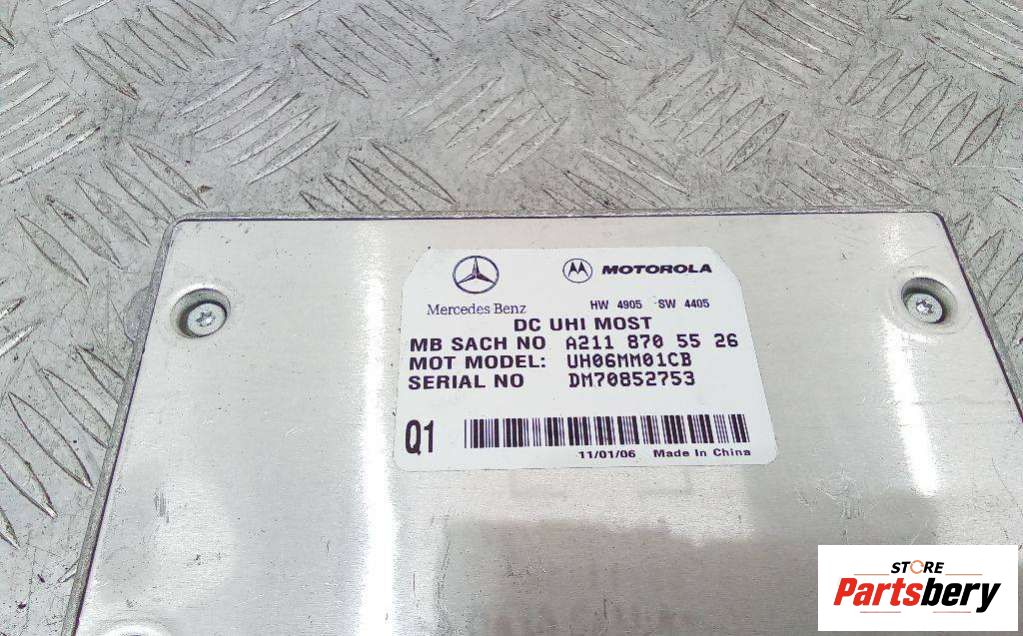 MOTOROLA
Mercedes Benz
HW 4905 SW 4405
DC UHI MOST
MB SACH NO A211 870 55 26
MOT MODEL: UH06MM01CB
SERIAL NO DM70852753
Q1
11/01/06 Made In China
STORE
Partsbery